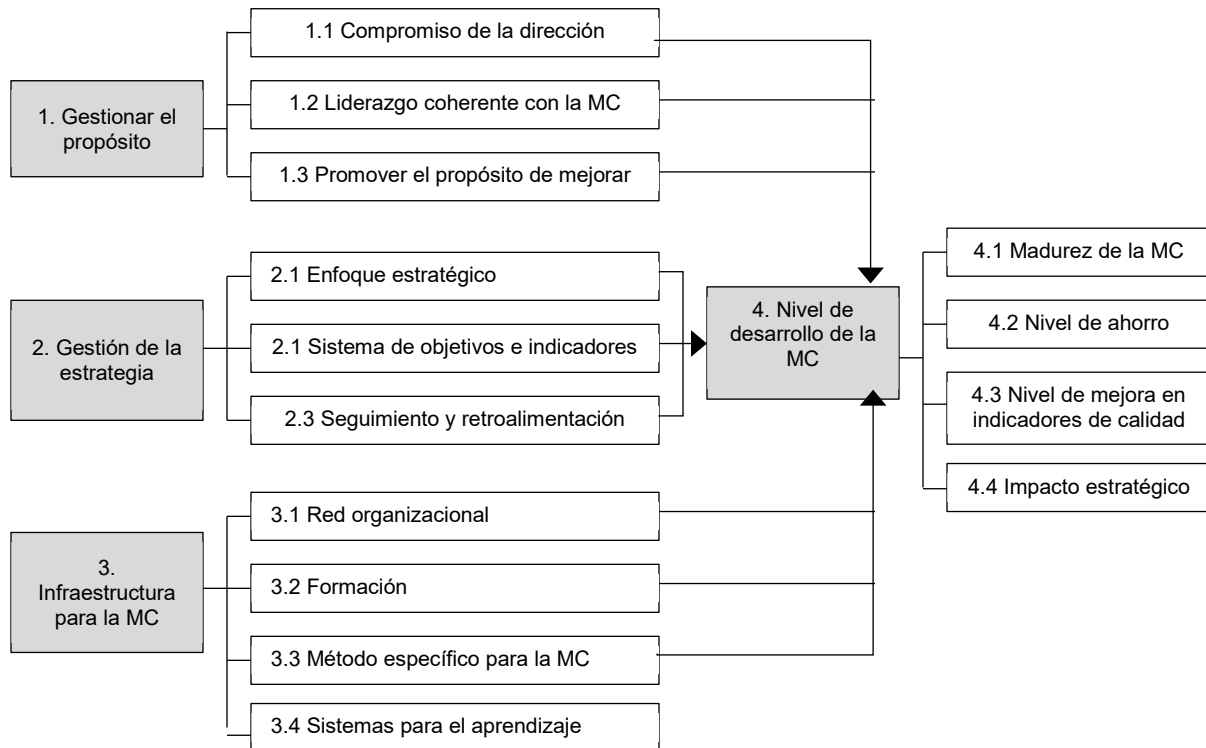 1. Gestionar el
propósito
1.1 Compromiso de la dirección
1.2 Liderazgo coherente con la MC
1.3 Promover el propósito de mejorar
2. Gestión de la
estrategia
2.1 Enfoque estratégico
2.1 Sistema de objetivos e indicadores
2.3 Seguimiento y retroalimentación
3.
Infraestructura
para la MC
3.1 Red organizacional
3.2 Formación
3.3 Método específico para la MC
3.4 Sistemas para el aprendizaje
4. Nivel de
desarrollo de la
MC
4.1 Madurez de la MC
4.2 Nivel de ahorro
4.3 Nivel de mejora en
indicadores de calidad
4.4 Impacto estratégico